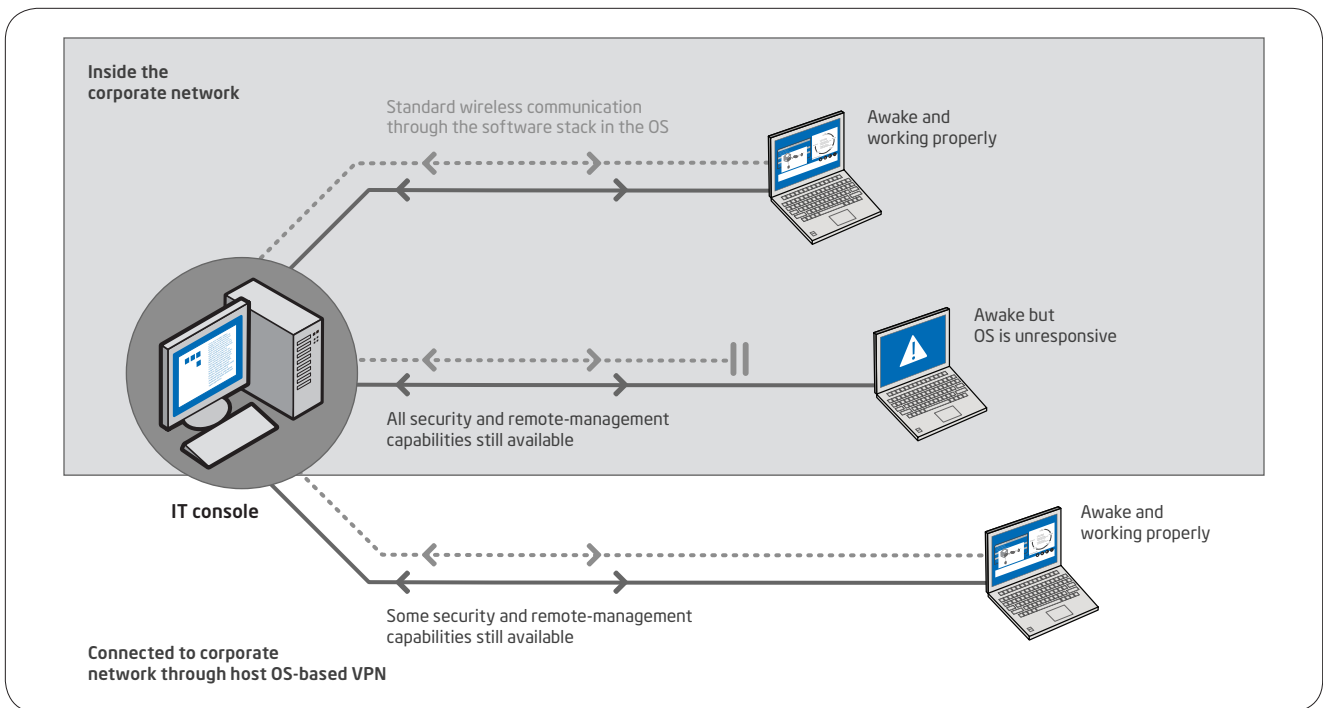 Inside the
corporate network
Standard wireless communication
through the software stack in the OS
Awake and
working properly
Awake but
OS is unresponsive
All security and remote-management
capabilities still available
IT console
Awake and
working properly
Some security and remote-management
capabilities still available
Connected to corporate
network through host OS-based VPN